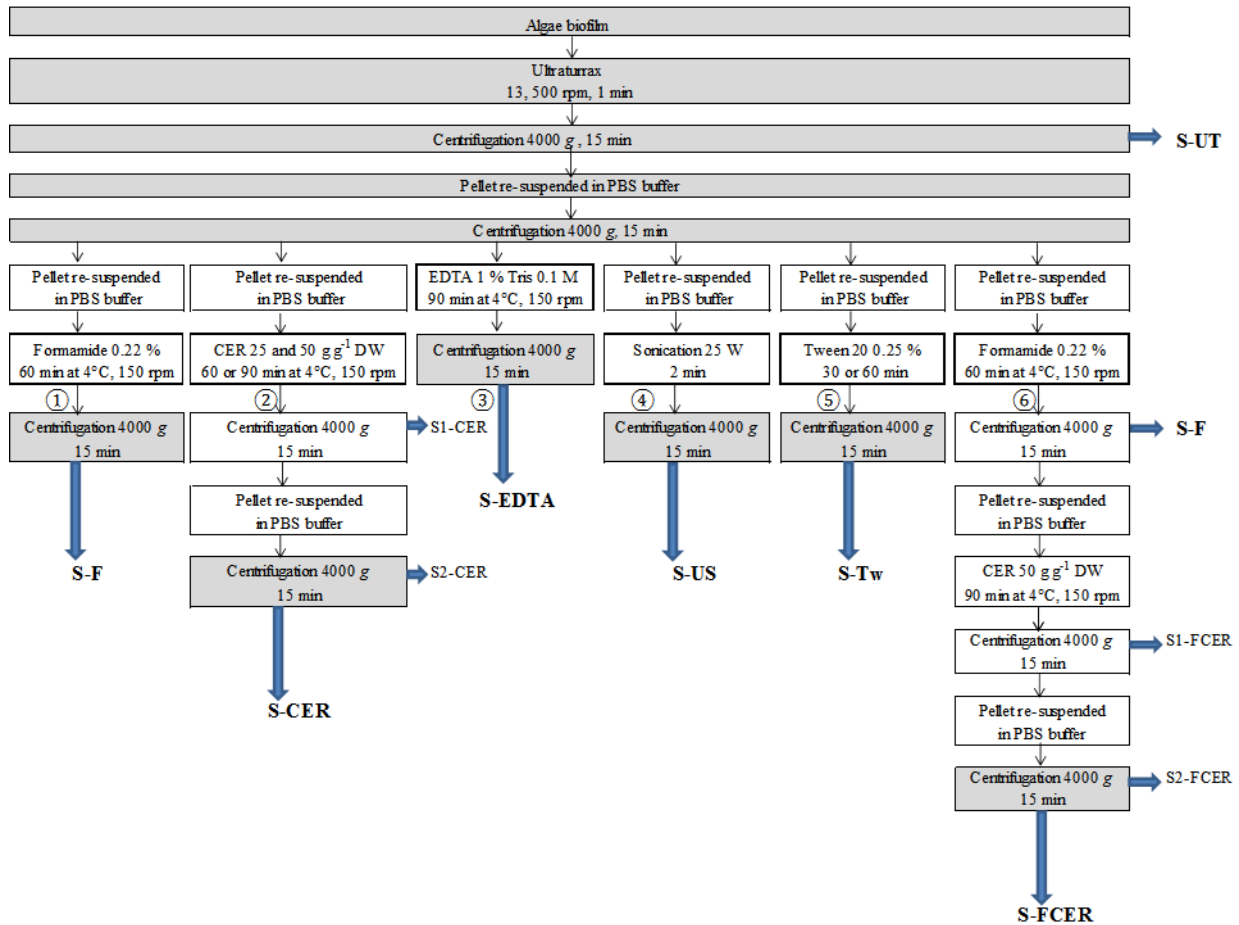 Algae biofilm
Ultraturrax
13, 500 rpm, 1 min
Centrifugation 4000 g , 15 min
S-UT
Pellet re-suspended in PBS buffer
Centrifugation 4000 g, 15 min
Pellet re-suspended
in PBS buffer
Formamide 0.22 %
60 min at 4°C, 150 rpm
①
Centrifugation 4000 g
15 min
S-F
Pellet re-suspended
in PBS buffer
CER 25 and 50 g g⁻¹ DW
60 or 90 min at 4°C, 150 rpm
②
Centrifugation 4000 g
15 min
S1-CER
Pellet re-suspended
in PBS buffer
Centrifugation 4000 g
15 min
S2-CER
S-CER
EDTA 1 % Tris 0.1 M
90 min at 4°C, 150 rpm
Centrifugation 4000 g
15 min
③
S-EDTA
Pellet re-suspended
in PBS buffer
Sonication 25 W
2 min
④
Centrifugation 4000 g
15 min
S-US
Pellet re-suspended
in PBS buffer
Tween 20 0.25 %
30 or 60 min
⑤
Centrifugation 4000 g
15 min
S-Tw
Pellet re-suspended
in PBS buffer
Formamide 0.22 %
60 min at 4°C, 150 rpm
⑥
Centrifugation 4000 g
15 min
S-F
Pellet re-suspended
in PBS buffer
CER 50 g g⁻¹ DW
90 min at 4°C, 150 rpm
Centrifugation 4000 g
15 min
S1-FCER
Pellet re-suspended
in PBS buffer
Centrifugation 4000 g
15 min
S2-FCER
S-FCER